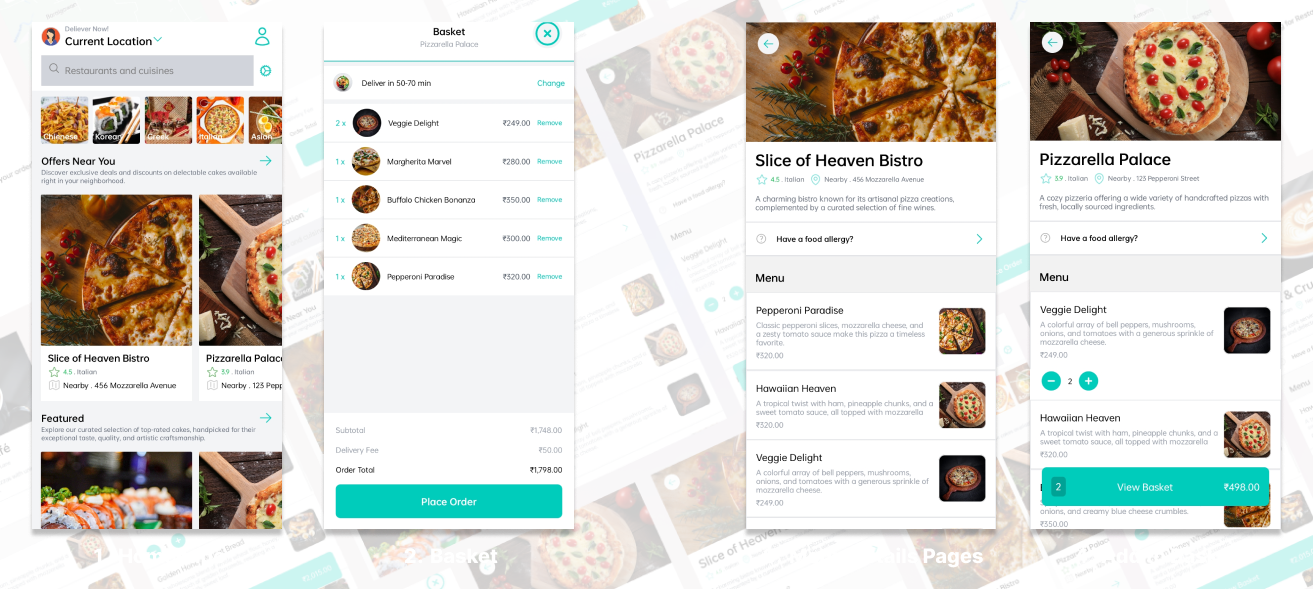 Deliever Now!
Current Location
Restaurants and cuisines
Chienese
Korean
Greek
Italian
Asian
Offers Near You
Discover exclusive deals and discounts on delectable cakes available
right in your neighborhood.
Slice of Heaven Bistro
4.5 . Italian
Nearby . 456 Mozzarella Avenue
Pizzarella Palac
3.9 . Italian
Nearby . 123 Pepp
Featured
Explore our curated selection of top-rated cakes, handpicked for their
exceptional taste, quality, and artistic craftsmanship.
Basket
Pizzarella Palace
Deliver in 50-70 min
Change
2 x Veggie Delight ₹249.00 Remove
1 x Margherita Marvel ₹280.00 Remove
1 x Buffalo Chicken Bonanza ₹350.00 Remove
1 x Mediterranean Magic ₹300.00 Remove
1 x Pepperoni Paradise ₹320.00 Remove
Subtotal ₹1,748.00
Delivery Fee ₹50.00
Order Total ₹1,798.00
Place Order
2. Basket
Slice of Heaven Bistro
4.5 . Italian Nearby . 456 Mozzarella Avenue
A charming bistro known for its artisanal pizza creations,
complemented by a curated selection of fine wines.
Have a food allergy?
Menu
Pepperoni Paradise
Classic pepperoni slices, mozzarella cheese, and
a zesty tomato sauce make this pizza a timeless
favorite.
₹320.00
Hawaiian Heaven
A tropical twist with ham, pineapple chunks, and a
sweet tomato sauce, all topped with mozzarella
₹320.00
Veggie Delight
A colorful array of bell peppers, mushrooms,
onions, and tomatoes with a generous sprinkle of
mozzarella cheese.
₹249.00
Pages
Pizzarella Palace
3.9 . Italian Nearby . 123 Pepperoni Street
A cozy pizzeria offering a wide variety of handcrafted pizzas with
fresh, locally sourced ingredients.
Have a food allergy?
Menu
Veggie Delight
A colorful array of bell peppers, mushrooms,
onions, and tomatoes with a generous sprinkle of
mozzarella cheese.
₹249.00
2
Hawaiian Heaven
A tropical twist with ham, pineapple chunks, and a
sweet tomato sauce, all topped with mozzarella
₹320.00
2 View Basket ₹498.00
onions, and creamy blue cheese crumbles.
₹350.00
Pizzarella Palace
Have a food allergy?
Menu
Veggie Delight
Slice of Heaven